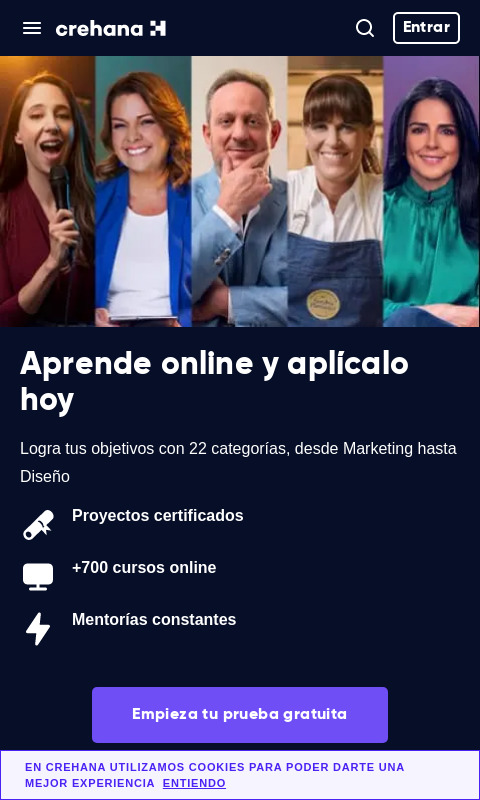 crehana
Entrar
Aprende online y aplícalo
hoy
Logra tus objetivos con 22 categorías, desde Marketing hasta
Diseño
Proyectos certificados
+700 cursos online
Mentorías constantes
Empieza tu prueba gratuita
EN CREHANA UTILIZAMOS COOKIES PARA PODER DARTE UNA
MEJOR EXPERIENCIA ENTIENDO